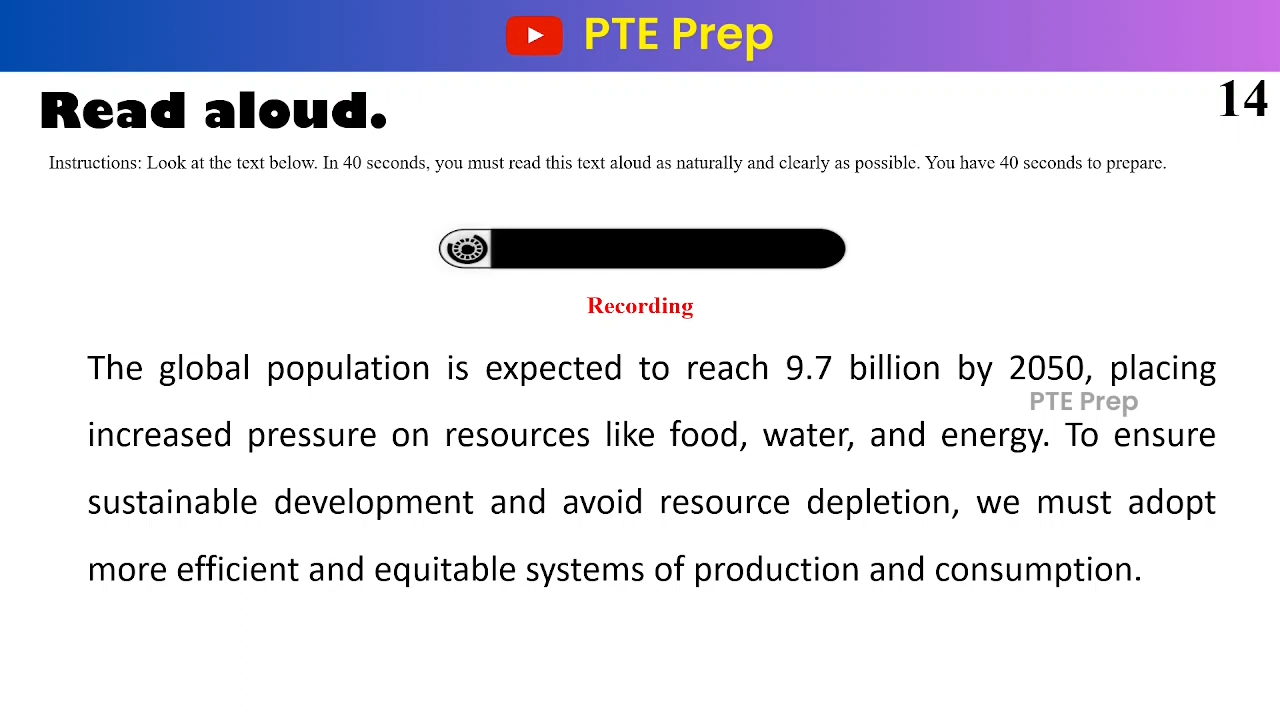 PTE Prep
Read aloud.
14
Instructions: Look at the text below. In 40 seconds, you must read this text aloud as naturally and clearly as possible. You have 40 seconds to prepare.
Recording
The global population is expected to reach 9.7 billion by 2050, placing
PTE Prep
increased pressure on resources like food, water, and energy. To ensure
sustainable development and avoid resource depletion, we must adopt
more efficient and equitable systems of production and consumption.